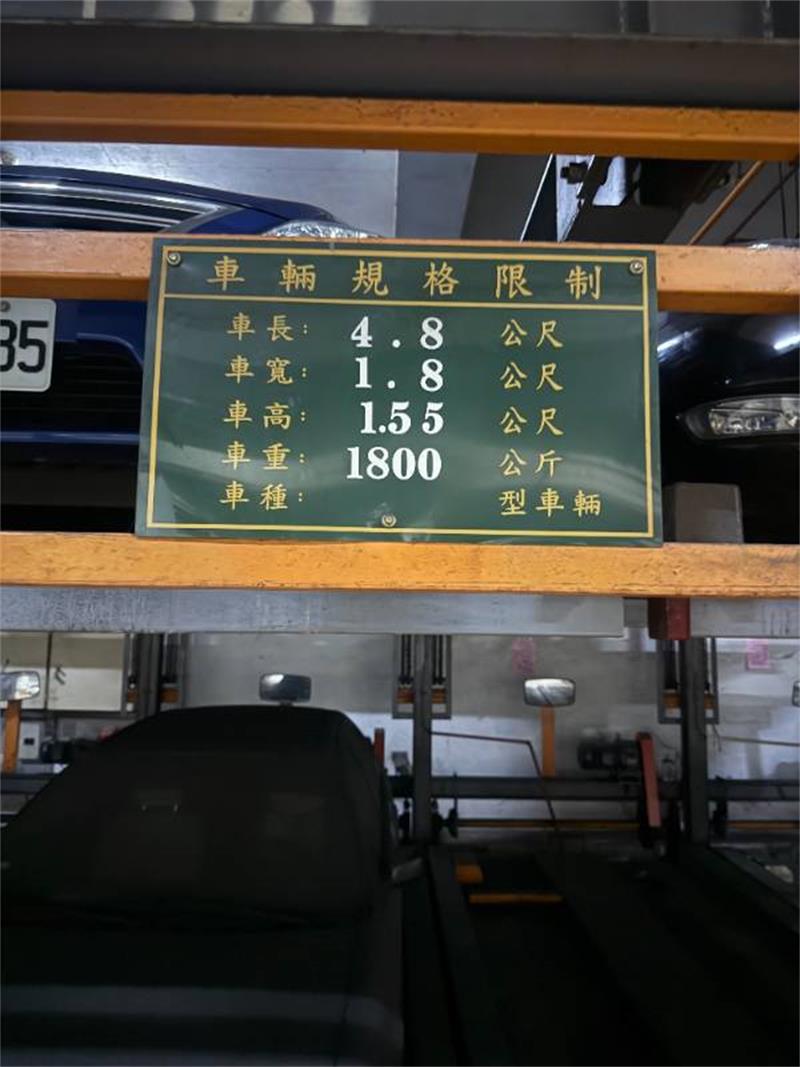 車輛規格限制
車長: 4.8 公尺
車寬: 1.8 公尺
車高: 1.55 公尺
車重: 1800 公斤
車種: 型車輛
35